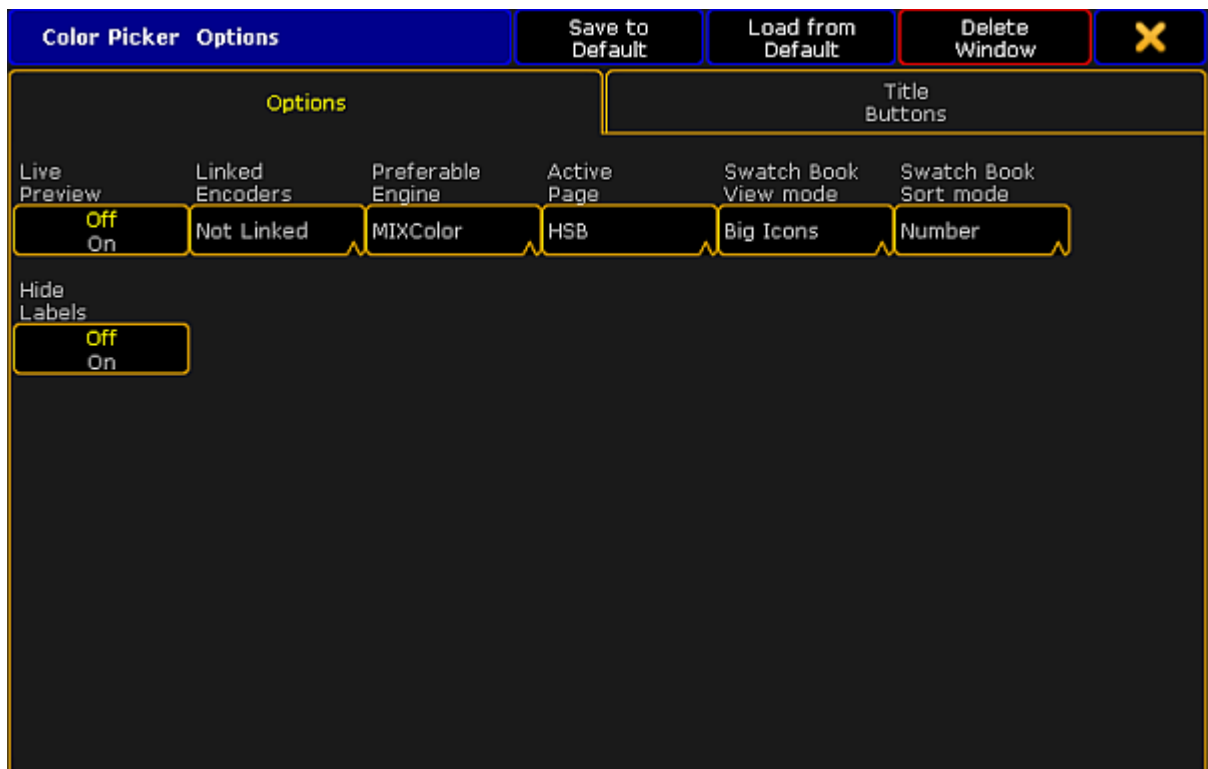 Color Picker Options
Save to
Default
Load from
Default
Delete
Window
Options
Title
Buttons
Live
Preview
Off
On
Linked
Encoders
Not Linked
Preferable
Engine
MIXColor
Active
Page
HSB
Swatch Book
View mode
Big Icons
Swatch Book
Sort mode
Number
Hide
Labels
Off
On